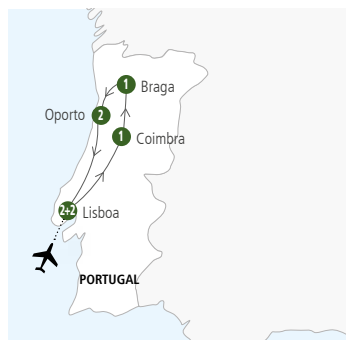 1 Braga
Oporto 2
1 Coimbra
2+2 Lisboa
PORTUGAL